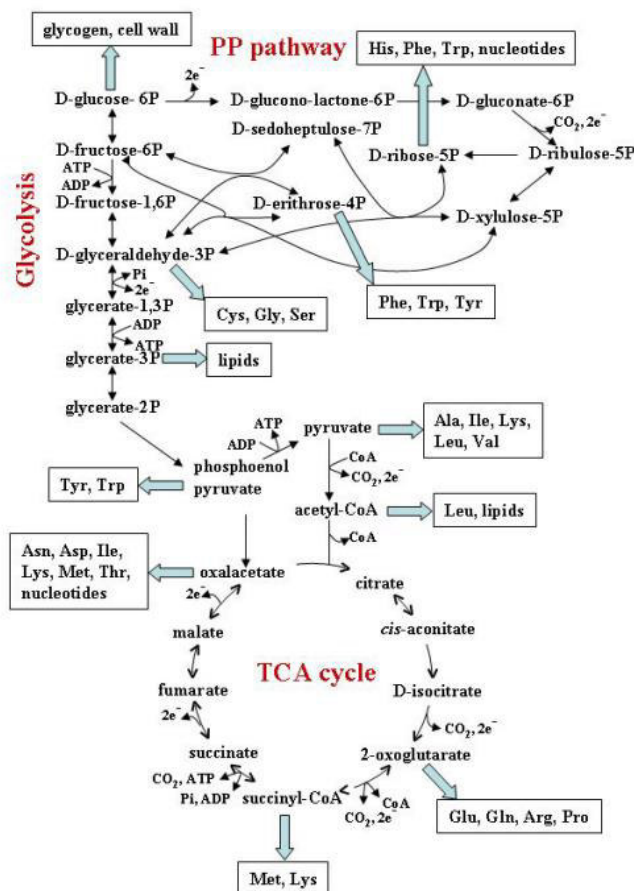 glycogen, cell wall
PP pathway
His, Phe, Trp, nucleotides
2e⁻
D-glucose- 6P
D-glucono-lactone-6P
D-gluconate-6P
D-sedoheptulose-7P
CO₂, 2e⁻
D-fructose-6P
D-ribose-5P
D-ribulose-5P
ATP
ADP
Glycolysis
D-fructose-1,6P
D-erithrose-4P
D-xylulose-5P
D-glyceraldehyde-3P
Pi
2e⁻
glycerate-1,3P
Cys, Gly, Ser
Phe, Trp, Tyr
ADP
ATP
glycerate-3P
lipids
glycerate-2P
ATP
ADP
pyruvate
Ala, Ile, Lys,
Leu, Val
phosphoenol
pyruvate
CoA
CO₂, 2e⁻
Tyr, Trp
acetyl-CoA
Leu, lipids
CoA
Asn, Asp, Ile,
Lys, Met, Thr,
nucleotides
oxalacetate
2e⁻
citrate
malate
cis-aconitate
TCA cycle
fumarate
D-isocitrate
2e⁻
CO₂, 2e⁻
succinate
2-oxoglutarate
CO₂, ATP
Pi, ADP
succinyl-CoA
CoA
CO₂, 2e⁻
Glu, Gln, Arg, Pro
Met, Lys